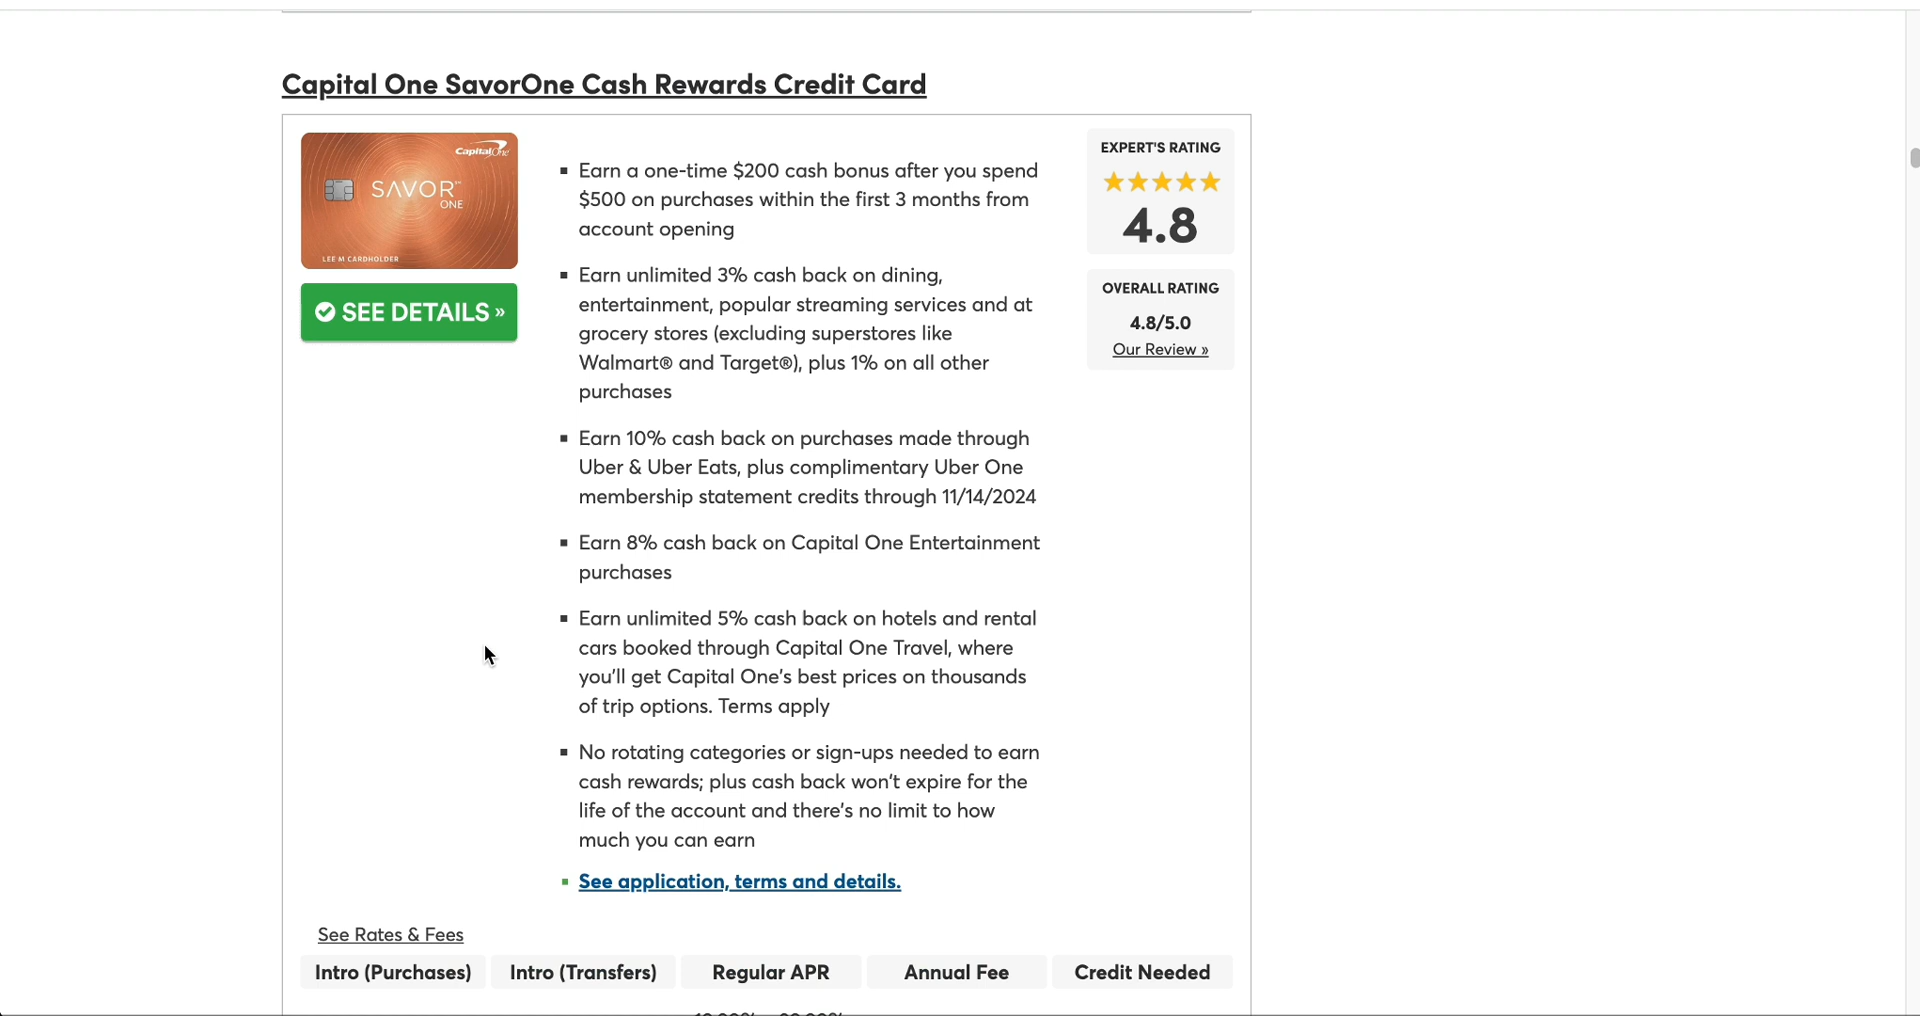 Capital One SavorOne Cash Rewards Credit Card
CapitalOne
SAVOR™
ONE
LEE M CARDHOLDER
SEE DETAILS »
▪ Earn a one-time $200 cash bonus after you spend
$500 on purchases within the first 3 months from
account opening
▪ Earn unlimited 3% cash back on dining,
entertainment, popular streaming services and at
grocery stores (excluding superstores like
Walmart® and Target®), plus 1% on all other
purchases
▪ Earn 10% cash back on purchases made through
Uber & Uber Eats, plus complimentary Uber One
membership statement credits through 11/14/2024
▪ Earn 8% cash back on Capital One Entertainment
purchases
▪ Earn unlimited 5% cash back on hotels and rental
cars booked through Capital One Travel, where
you’ll get Capital One’s best prices on thousands
of trip options. Terms apply
▪ No rotating categories or sign-ups needed to earn
cash rewards; plus cash back won’t expire for the
life of the account and there’s no limit to how
much you can earn
▪ See application, terms and details.
EXPERT'S RATING
4.8
OVERALL RATING
4.8/5.0
Our Review »
See Rates & Fees
Intro (Purchases) Intro (Transfers) Regular APR Annual Fee Credit Needed